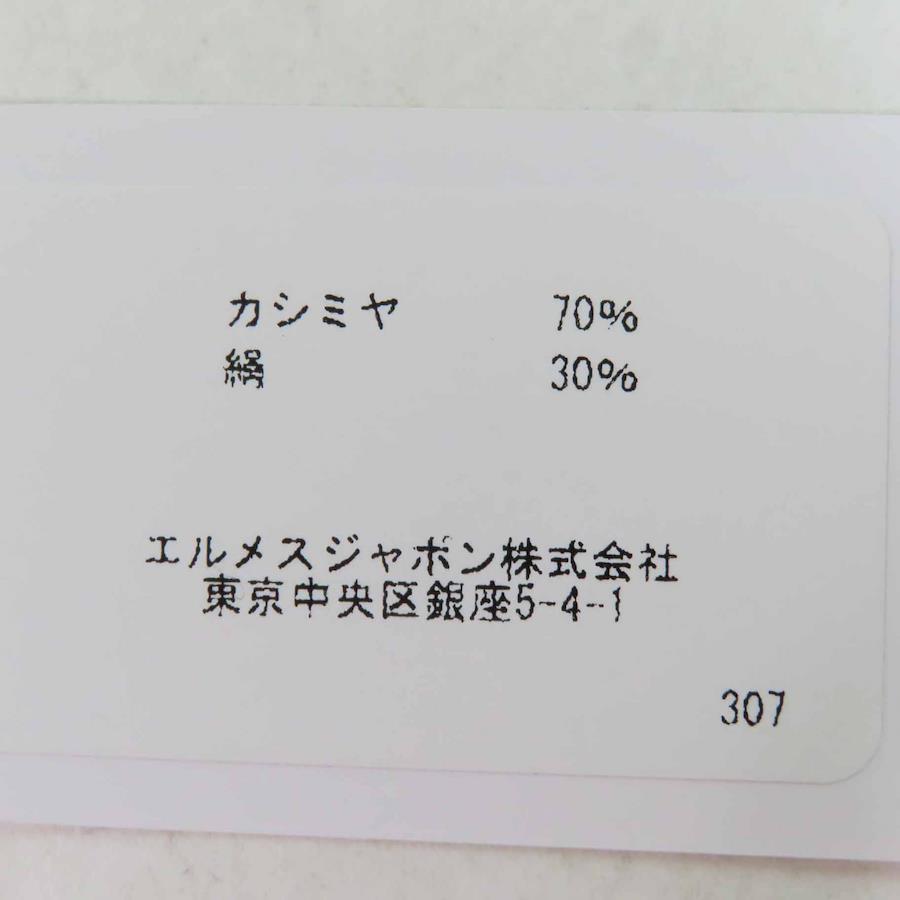 カシミヤ 70%
絹 30%
エルメスジャポン株式会社
東京中央区銀座5-4-1
307